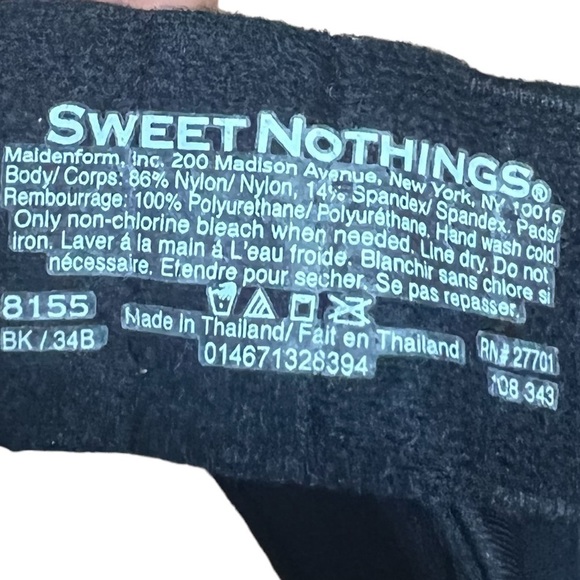 SWEET NOTHINGS®
Maidenform, Inc. 200 Madison Avenue, New York, NY 10016
Body/ Corps: 86% Nylon/ Nylon, 14% Spandex/ Spandex. Pads/
Rembourrage: 100% Polyurethane/ Polyuréthane. Hand wash cold.
Only non-chlorine bleach when needed. Line dry. Do not
iron. Laver á la main á L'eau froide. Blanchir sans chlore si
nécessaire. Etendre pour secher. Se pas repasser.
8155
BK / 34B
Made in Thailand/ Fait en Thailand
014671326394
RN# 27701
108 343